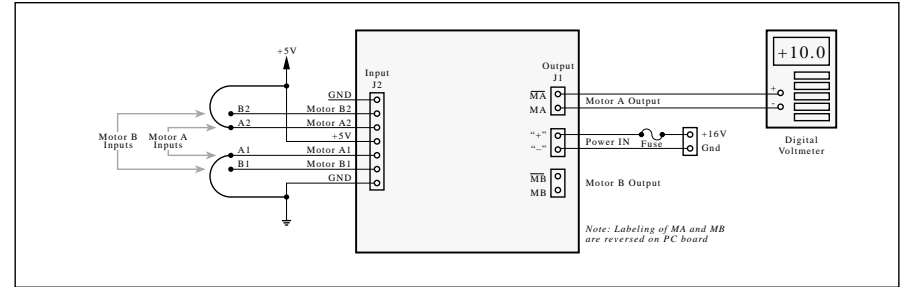 +5V
Input
J2
GND
B2
Motor B2
A2
Motor A2
+5V
Motor B
Inputs
Motor A
Inputs
A1
Motor A1
B1
Motor B1
GND
Output
J1
MA
MA
Motor A Output
"+"
"–"
Power IN
Fuse
+16V
Gnd
MB
MB
Motor B Output
Note: Labeling of MA and MB
are reversed on PC board
+10.0
+
-
Digital
Voltmeter